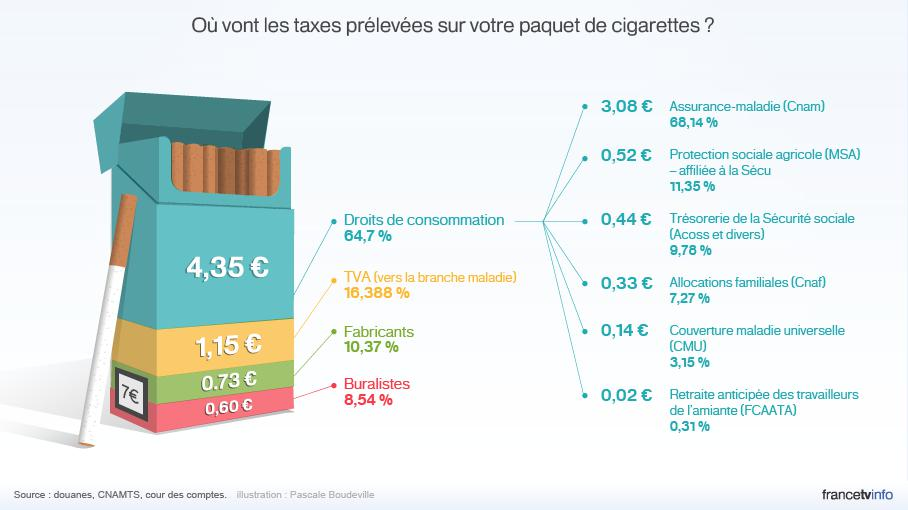 Où vont les taxes prélevées sur votre paquet de cigarettes ?
4,35 €
1,15 €
0.73 €
0,60 €
7€
Droits de consommation
64,7 %
TVA (vers la branche maladie)
16,388 %
Fabricants
10,37 %
Buralistes
8,54 %
3,08 €
Assurance-maladie (Cnam)
68,14 %
0,52 €
Protection sociale agricole (MSA)
– affiliée à la Sécu
11,35 %
0,44 €
Trésorerie de la Sécurité sociale
(Acoss et divers)
9,78 %
0,33 €
Allocations familiales (Cnaf)
7,27 %
0,14 €
Couverture maladie universelle
(CMU)
3,15 %
0,02 €
Retraite anticipée des travailleurs
de l'amiante (FCAATA)
0,31 %
Source : douanes, CNAMTS, cour des comptes. illustration : Pascale Boudeville
francetvinfo